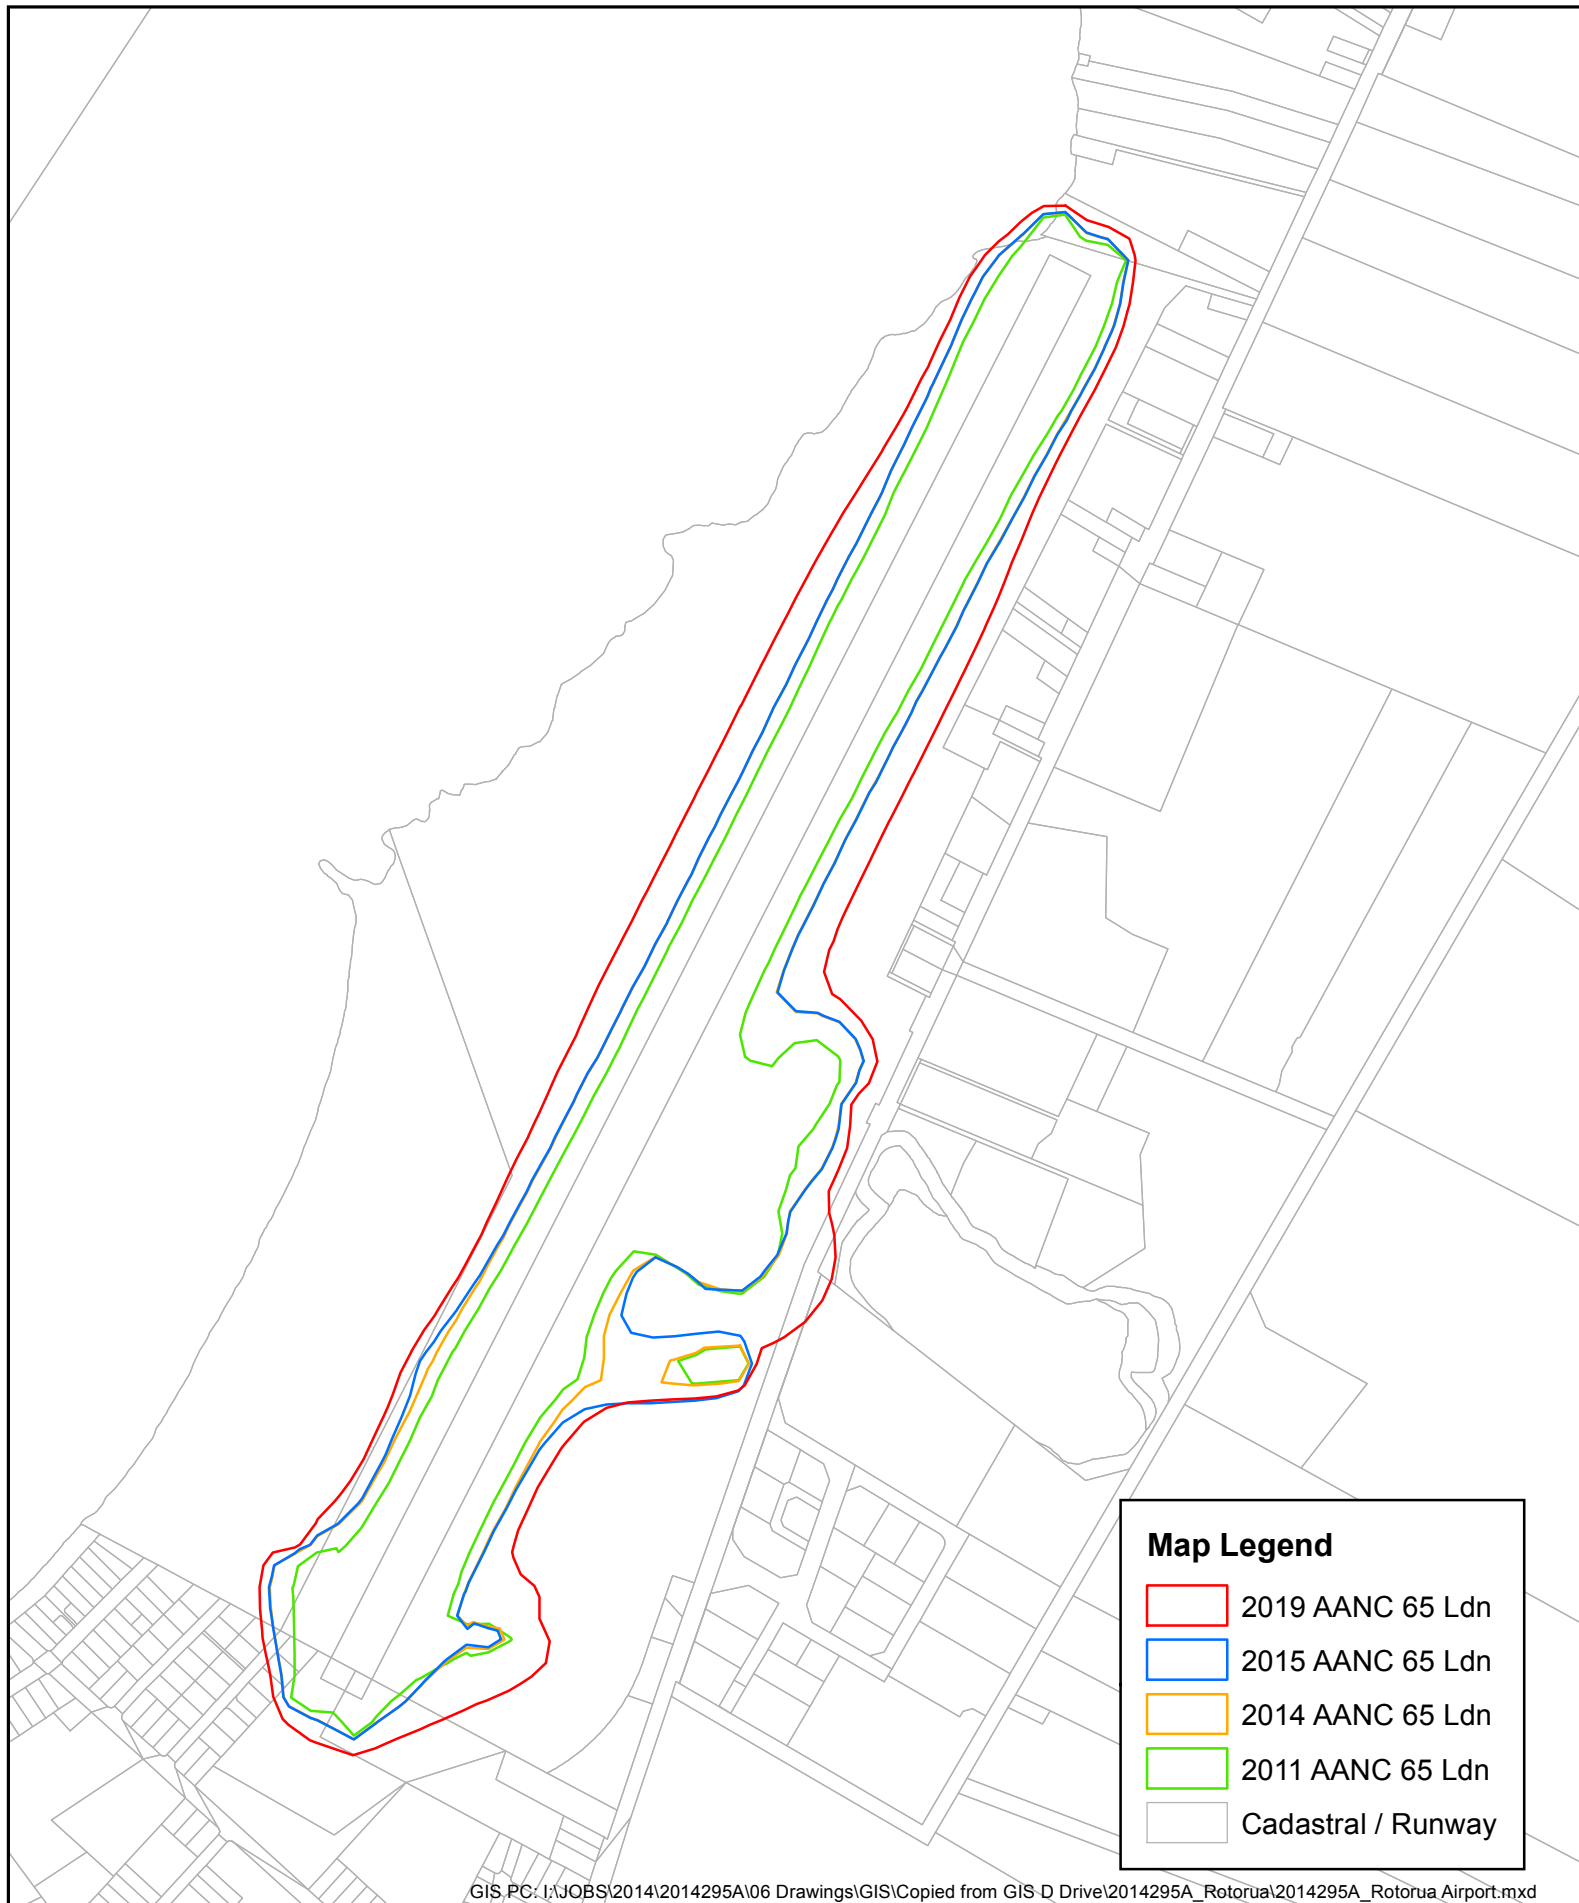 Map Legend
2019 AANC 65 Ldn
2015 AANC 65 Ldn
2014 AANC 65 Ldn
2011 AANC 65 Ldn
Cadastral / Runway
GIS PC: I:\JOBS\2014\2014295A\06 Drawings\GIS\Copied from GIS D Drive\2014295A_Rotorua\2014295A_Rotorua Airport.mxd